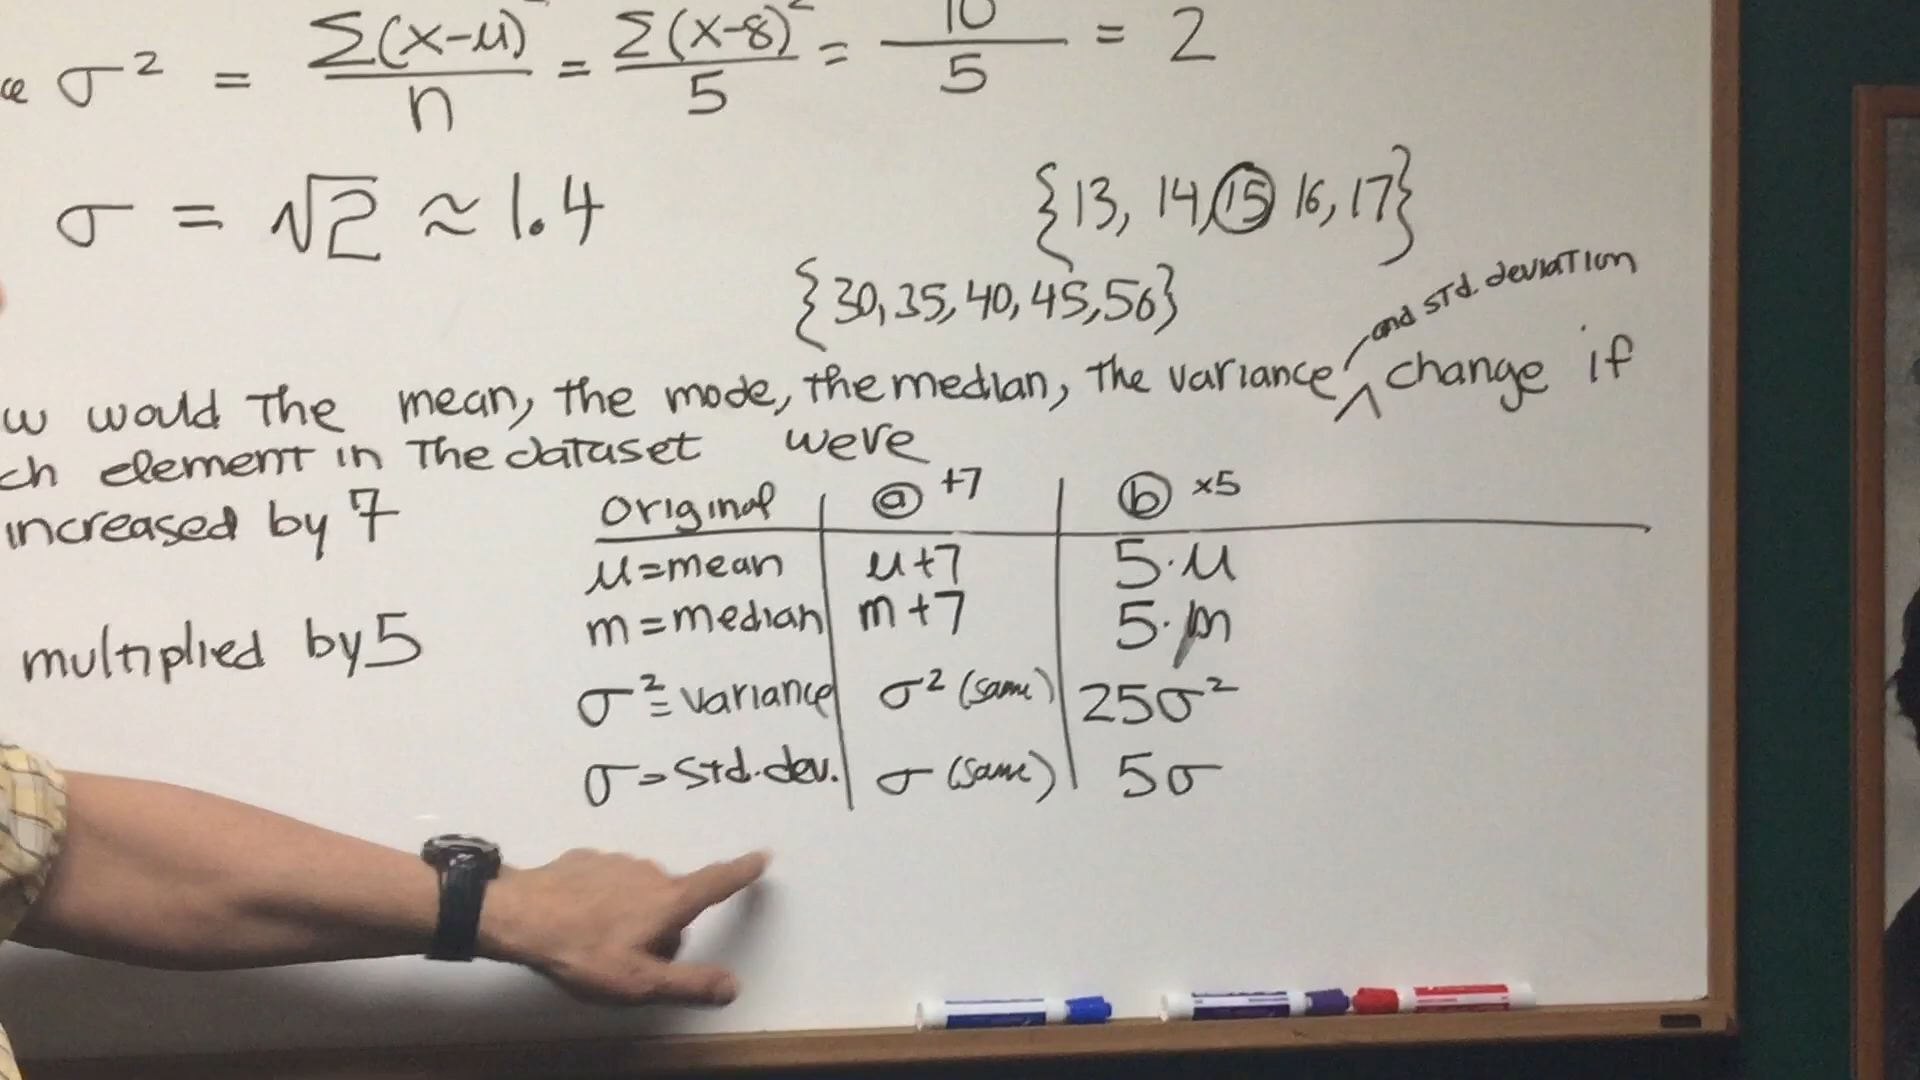 σ² = Σ(x-μ) / n = Σ(x-8)² / 5 = 10 / 5 = 2
σ = √2 ≈ 1.4
{13, 14, 15 16, 17}
{30, 35, 40, 45, 50}
and std. deviation
w would the mean, the mode, the median, the variance ^ change if
ch element in the dataset were
increased by 7
multiplied by 5
original | ⓐ +7 | ⓑ ×5
μ=mean | μ+7 | 5·μ
m=median | m+7 | 5·m
σ²=variance | σ² (same) | 25σ²
σ=std.dev. | σ (same) | 5σ